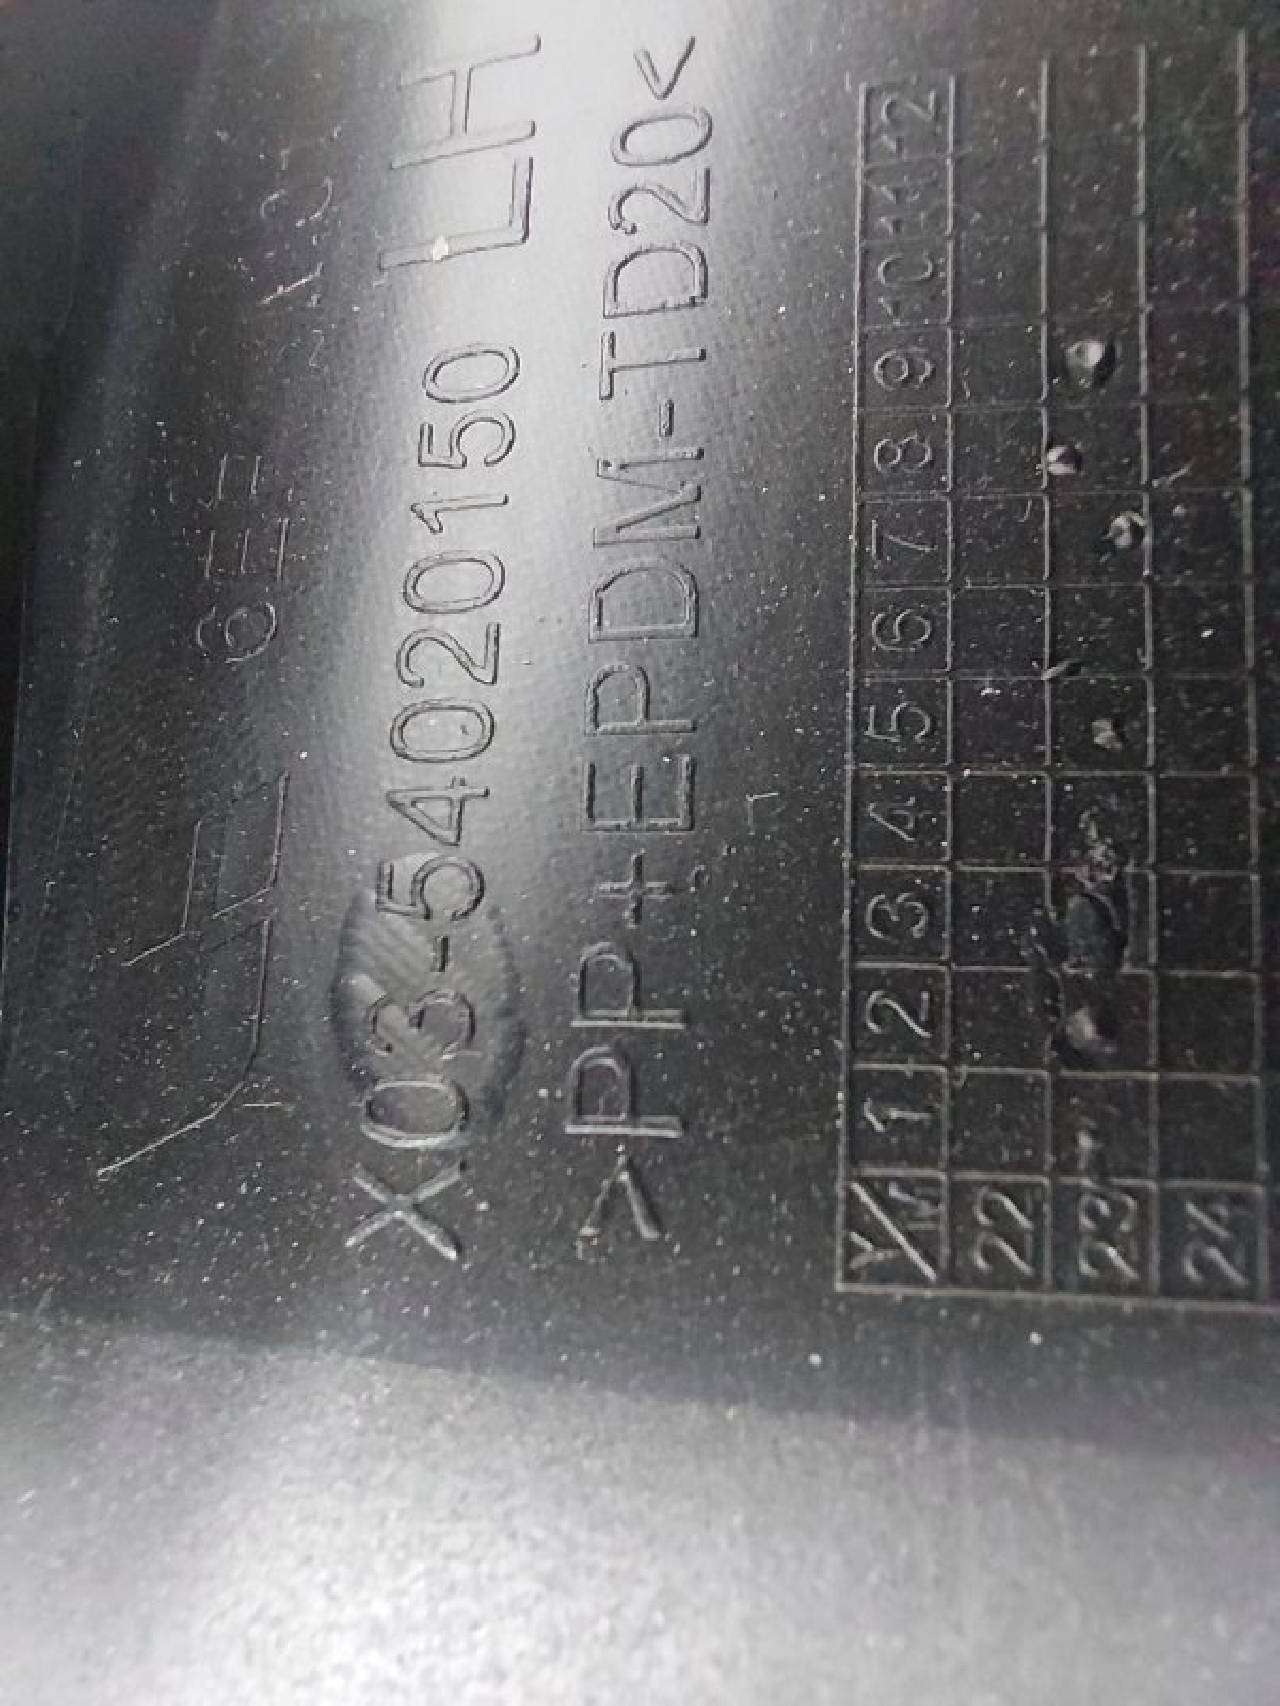 X03-54020150 LH
>PP+EPDM-TD20<
Y/M 1 2 3 4 5 6 7 8 9 10 11 12
22
23
24